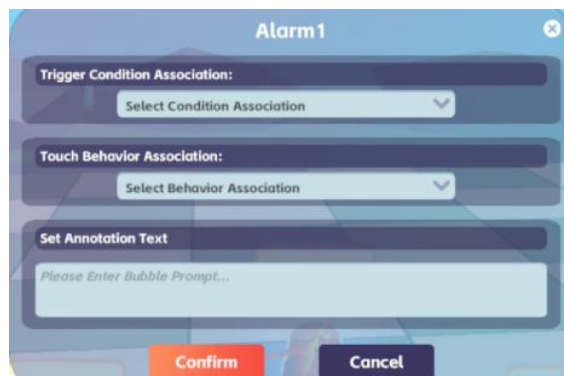 Alarm1
Trigger Condition Association:
Select Condition Association
Touch Behavior Association:
Select Behavior Association
Set Annotation Text
Please Enter Bubble Prompt...
Confirm Cancel